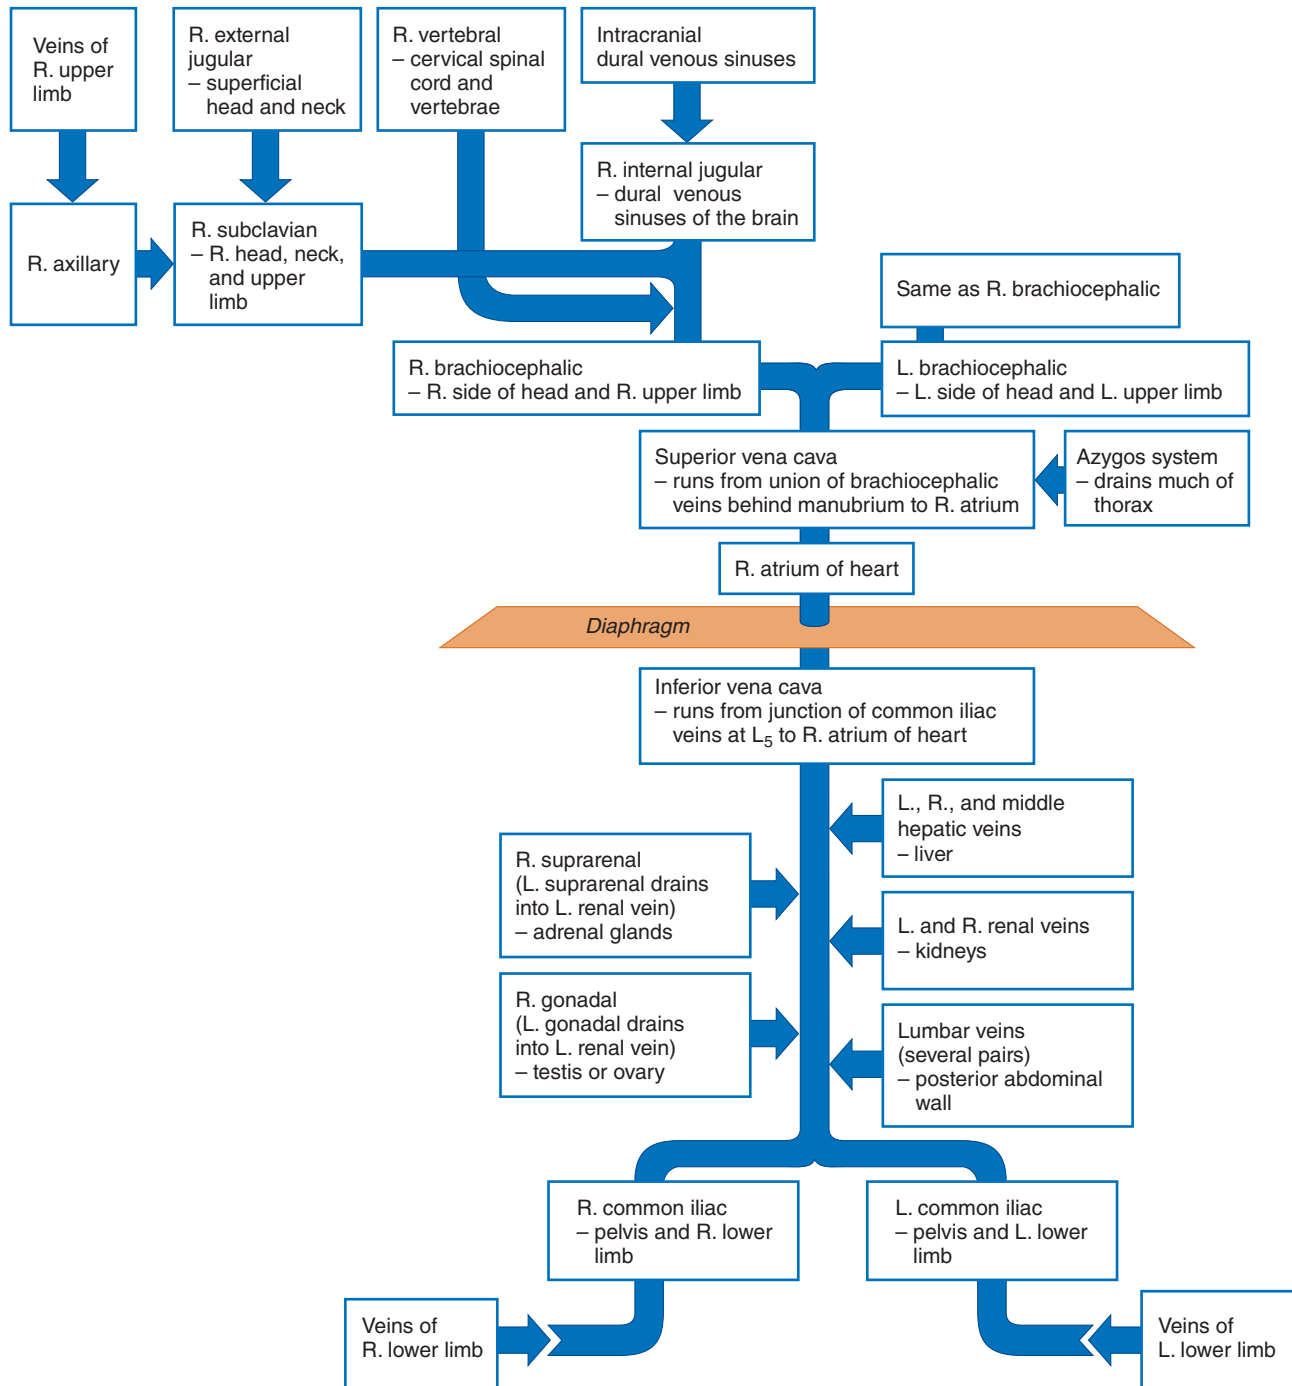 Veins of
R. upper
limb
R. external
jugular
– superficial
head and neck
R. vertebral
– cervical spinal
cord and
vertebrae
Intracranial
dural venous sinuses
R. internal jugular
– dural venous
sinuses of the brain
R. axillary
R. subclavian
– R. head, neck,
and upper
limb
Same as R. brachiocephalic
R. brachiocephalic
– R. side of head and R. upper limb
L. brachiocephalic
– L. side of head and L. upper limb
Superior vena cava
– runs from union of brachiocephalic
veins behind manubrium to R. atrium
Azygos system
– drains much of
thorax
R. atrium of heart
Diaphragm
Inferior vena cava
– runs from junction of common iliac
veins at L5 to R. atrium of heart
L., R., and middle
hepatic veins
– liver
R. suprarenal
(L. suprarenal drains
into L. renal vein)
– adrenal glands
L. and R. renal veins
– kidneys
R. gonadal
(L. gonadal drains
into L. renal vein)
– testis or ovary
Lumbar veins
(several pairs)
– posterior abdominal
wall
R. common iliac
– pelvis and R. lower
limb
L. common iliac
– pelvis and L. lower
limb
Veins of
R. lower limb
Veins of
L. lower limb